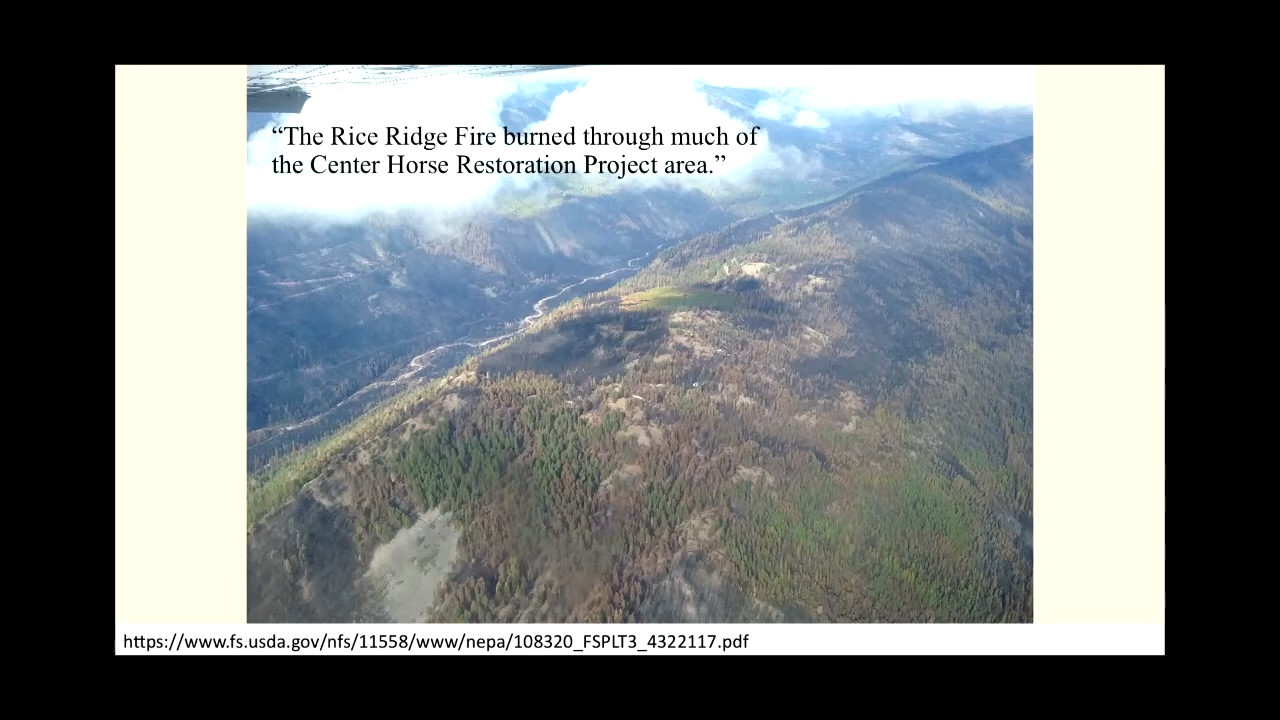 “The Rice Ridge Fire burned through much of
the Center Horse Restoration Project area.”
https://www.fs.usda.gov/nfs/11558/www/nepa/108320_FSPLT3_4322117.pdf